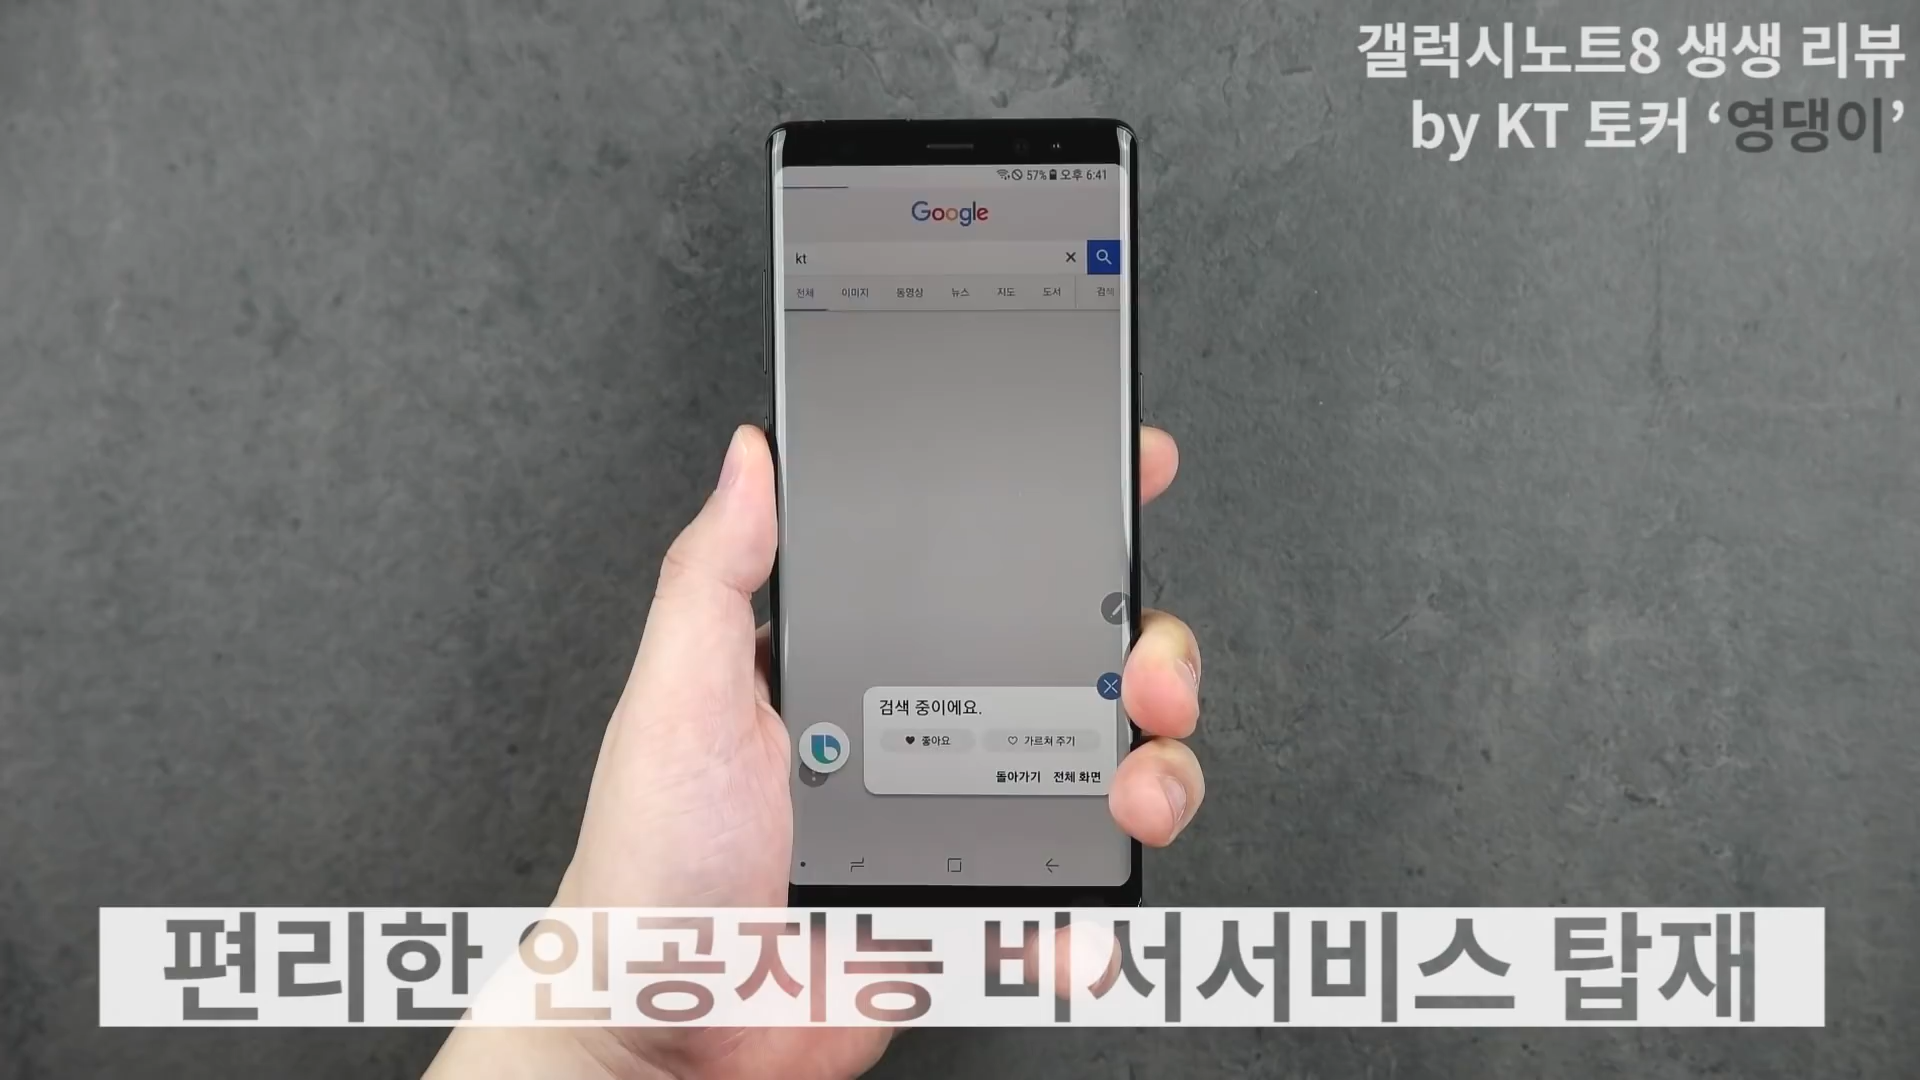 갤럭시노트8 생생 리뷰
by KT 토커 ‘영댕이’
57% 오후 6:41
Google
kt
전체 이미지 동영상 뉴스 지도 도서 검색
검색 중이에요.
좋아요 가르쳐 주기
돌아가기 전체 화면
편리한 인공지능 비서서비스 탑재